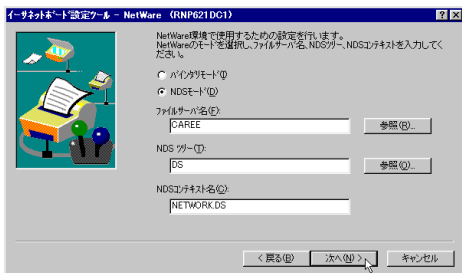 イーサネットボード設定ツール - NetWare (RNP621DC1)
NetWare環境で使用するための設定を行います。
NetWareのモードを選択し、ファイルサーバ名、NDSツリー、NDSコンテキストを入力してく
ださい。
バインダリモード(I)
NDSモード(D)
ファイルサーバ名(F):
CAREE
参照(R)...
NDS ツリー(T):
DS
参照(O)...
NDSコンテキスト名(C):
NETWORK.DS
< 戻る(B)
次へ(N) >
キャンセル